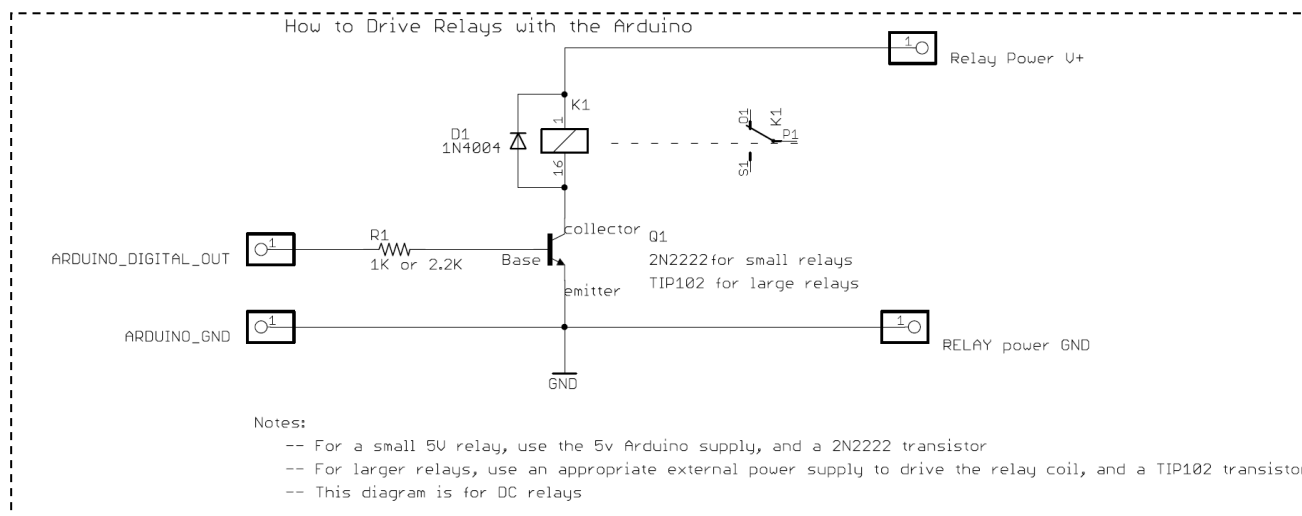 How to Drive Relays with the Arduino
1
Relay Power V+
K1
1
D1
1N4004
16
O1
K1
P1
S1
1
ARDUINO_DIGITAL_OUT
R1
1K or 2.2K
Base
collector
emitter
Q1
2N2222 for small relays
TIP102 for large relays
1
ARDUINO_GND
1
RELAY power GND
GND
Notes:
-- For a small 5V relay, use the 5v Arduino supply, and a 2N2222 transistor
-- For larger relays, use an appropriate external power supply to drive the relay coil, and a TIP102 transistor
-- This diagram is for DC relays